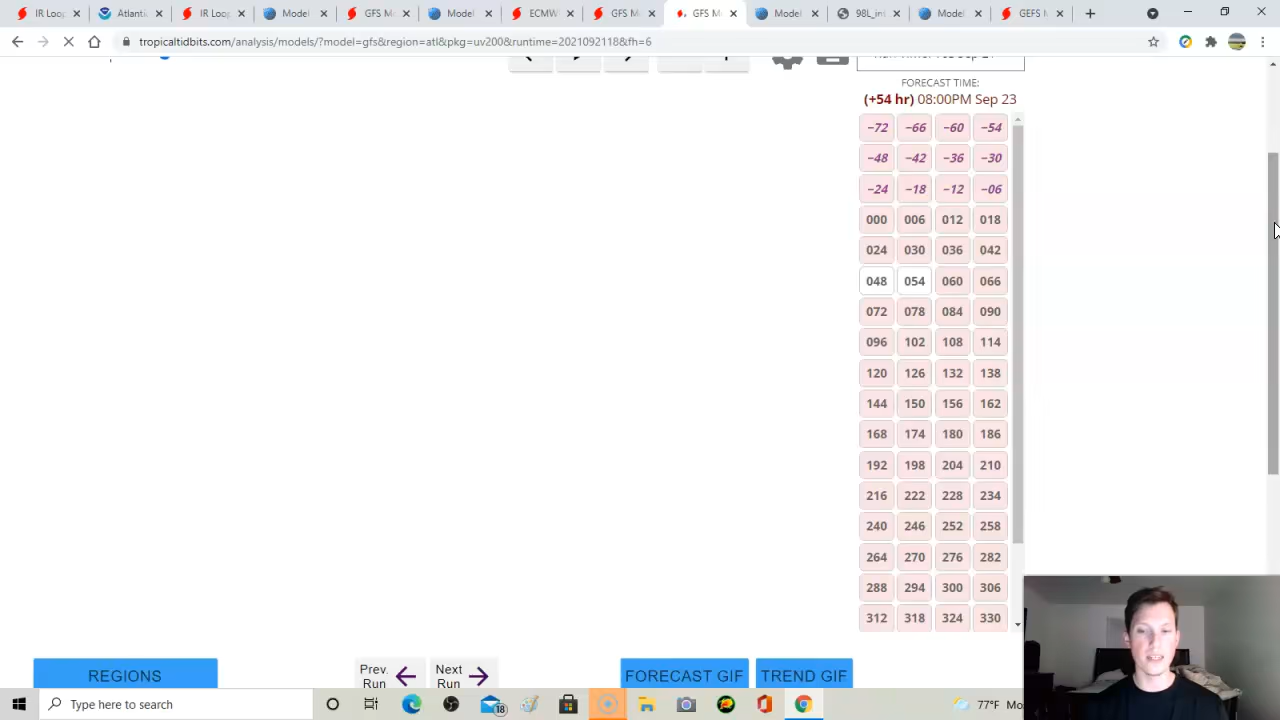 IR Loop
Atlanti
IR Loop
Model
GFS M
Model
ECMW
GFS M
GFS M
Model
98L_in
Model
GEFS M
tropicaltidbits.com/analysis/models/?model=gfs&region=atl&pkg=uv200&runtime=2021092118&fh=6
FORECAST TIME:
(+54 hr) 08:00PM Sep 23
−72 −66 −60 −54
−48 −42 −36 −30
−24 −18 −12 −06
000 006 012 018
024 030 036 042
048 054 060 066
072 078 084 090
096 102 108 114
120 126 132 138
144 150 156 162
168 174 180 186
192 198 204 210
216 222 228 234
240 246 252 258
264 270 276 282
288 294 300 306
312 318 324 330
REGIONS
Prev.
Run
Next
Run
FORECAST GIF
TREND GIF
Type here to search
18
77°F Mo